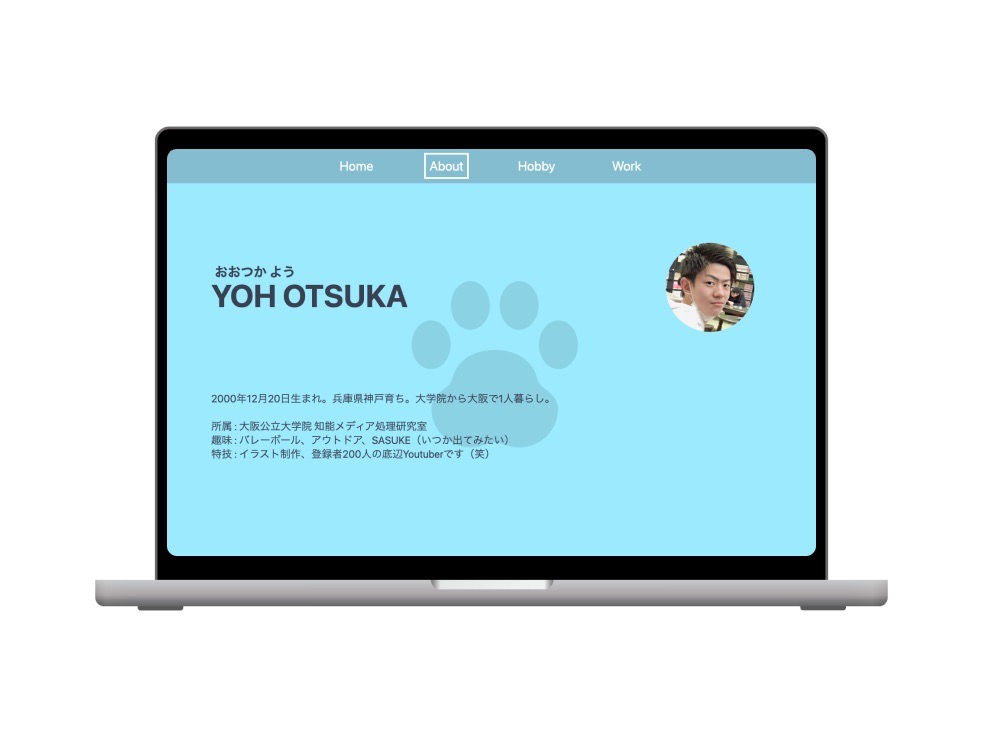 Home About Hobby Work
おおつか よう
YOH OTSUKA
2000年12月20日生まれ。兵庫県神戸育ち。大学院から大阪で1人暮らし。
所属 : 大阪公立大学院 知能メディア処理研究室
趣味 : バレーボール、アウトドア、SASUKE（いつか出てみたい）
特技 : イラスト制作、登録者200人の底辺Youtuberです（笑）